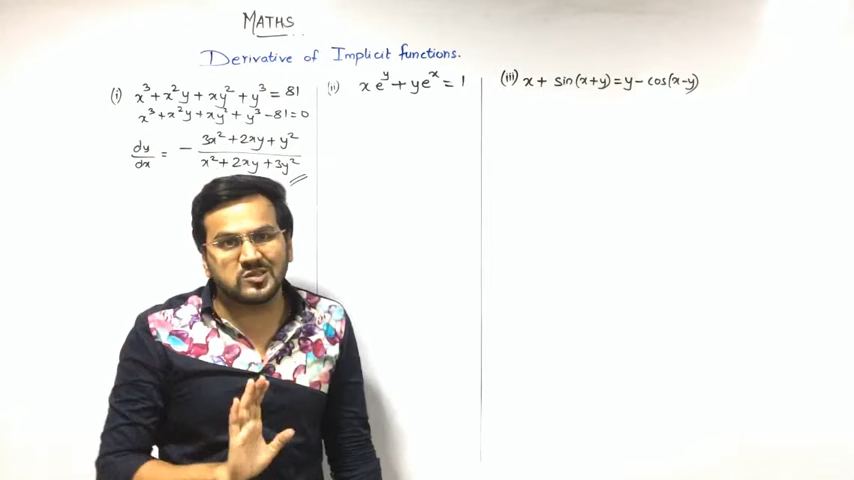 MATHS
Derivative of Implicit functions.
(i) x³ + x²y + xy² + y³ = 81
x³ + x²y + xy² + y³ - 81 = 0
dy/dx = - (3x² + 2xy + y²)/(x² + 2xy + 3y²)
(ii) xe^y + ye^x = 1
(iii) x + sin(x+y) = y - cos(x-y)